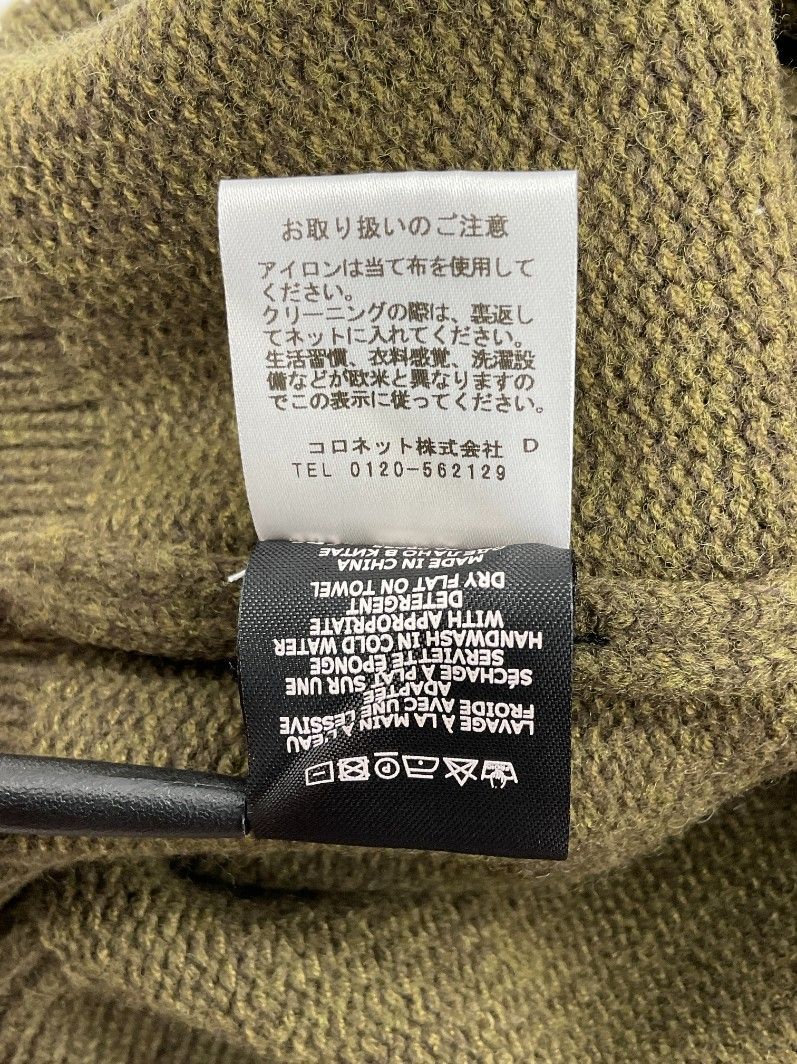 お取り扱いのご注意
アイロンは当て布を使用して
ください。
クリーニングの際は、裏返し
てネットに入れてください。
生活習慣、衣料感覚、洗濯設
備などが欧米と異なりますの
でこの表示に従ってください。
コロネット株式会社 D
TEL 0120-562129
LAVAGE À LA MAIN À L'EAU
FROIDE AVEC UNE LESSIVE
ADAPTÉE
SÉCHAGE À PLAT SUR UNE
SERVIETTE ÉPONGE
HANDWASH IN COLD WATER
WITH APPROPRIATE
DETERGENT
DRY FLAT ON TOWEL
MADE IN CHINA
В КИТАЕ